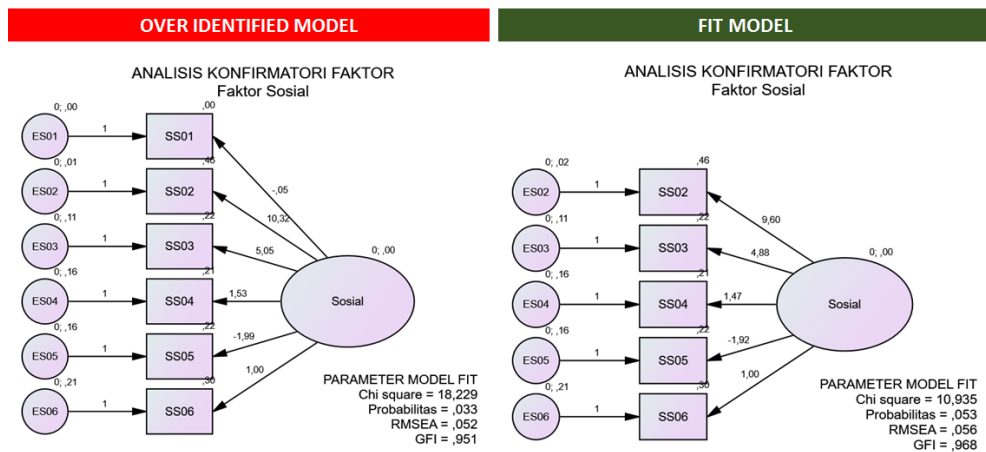 OVER IDENTIFIED MODEL
ANALISIS KONFIRMATORI FAKTOR
Faktor Sosial
0; ,00
ES01
1
,00
SS01
-,05
0; ,01
ES02
1
,46
SS02
10,32
0; ,11
ES03
1
,22
SS03
5,05
0; ,00
Sosial
0; ,16
ES04
1
,21
SS04
1,53
0; ,16
ES05
1
,22
SS05
-1,99
0; ,21
ES06
1
,30
SS06
1,00
PARAMETER MODEL FIT
Chi square = 18,229
Probabilitas = ,033
RMSEA = ,052
GFI = ,951
FIT MODEL
ANALISIS KONFIRMATORI FAKTOR
Faktor Sosial
0; ,02
ES02
1
,46
SS02
9,60
0; ,11
ES03
1
,22
SS03
4,88
0; ,00
Sosial
0; ,16
ES04
1
,21
SS04
1,47
0; ,16
ES05
1
,22
SS05
-1,92
0; ,21
ES06
1
,30
SS06
1,00
PARAMETER MODEL FIT
Chi square = 10,935
Probabilitas = ,053
RMSEA = ,056
GFI = ,968